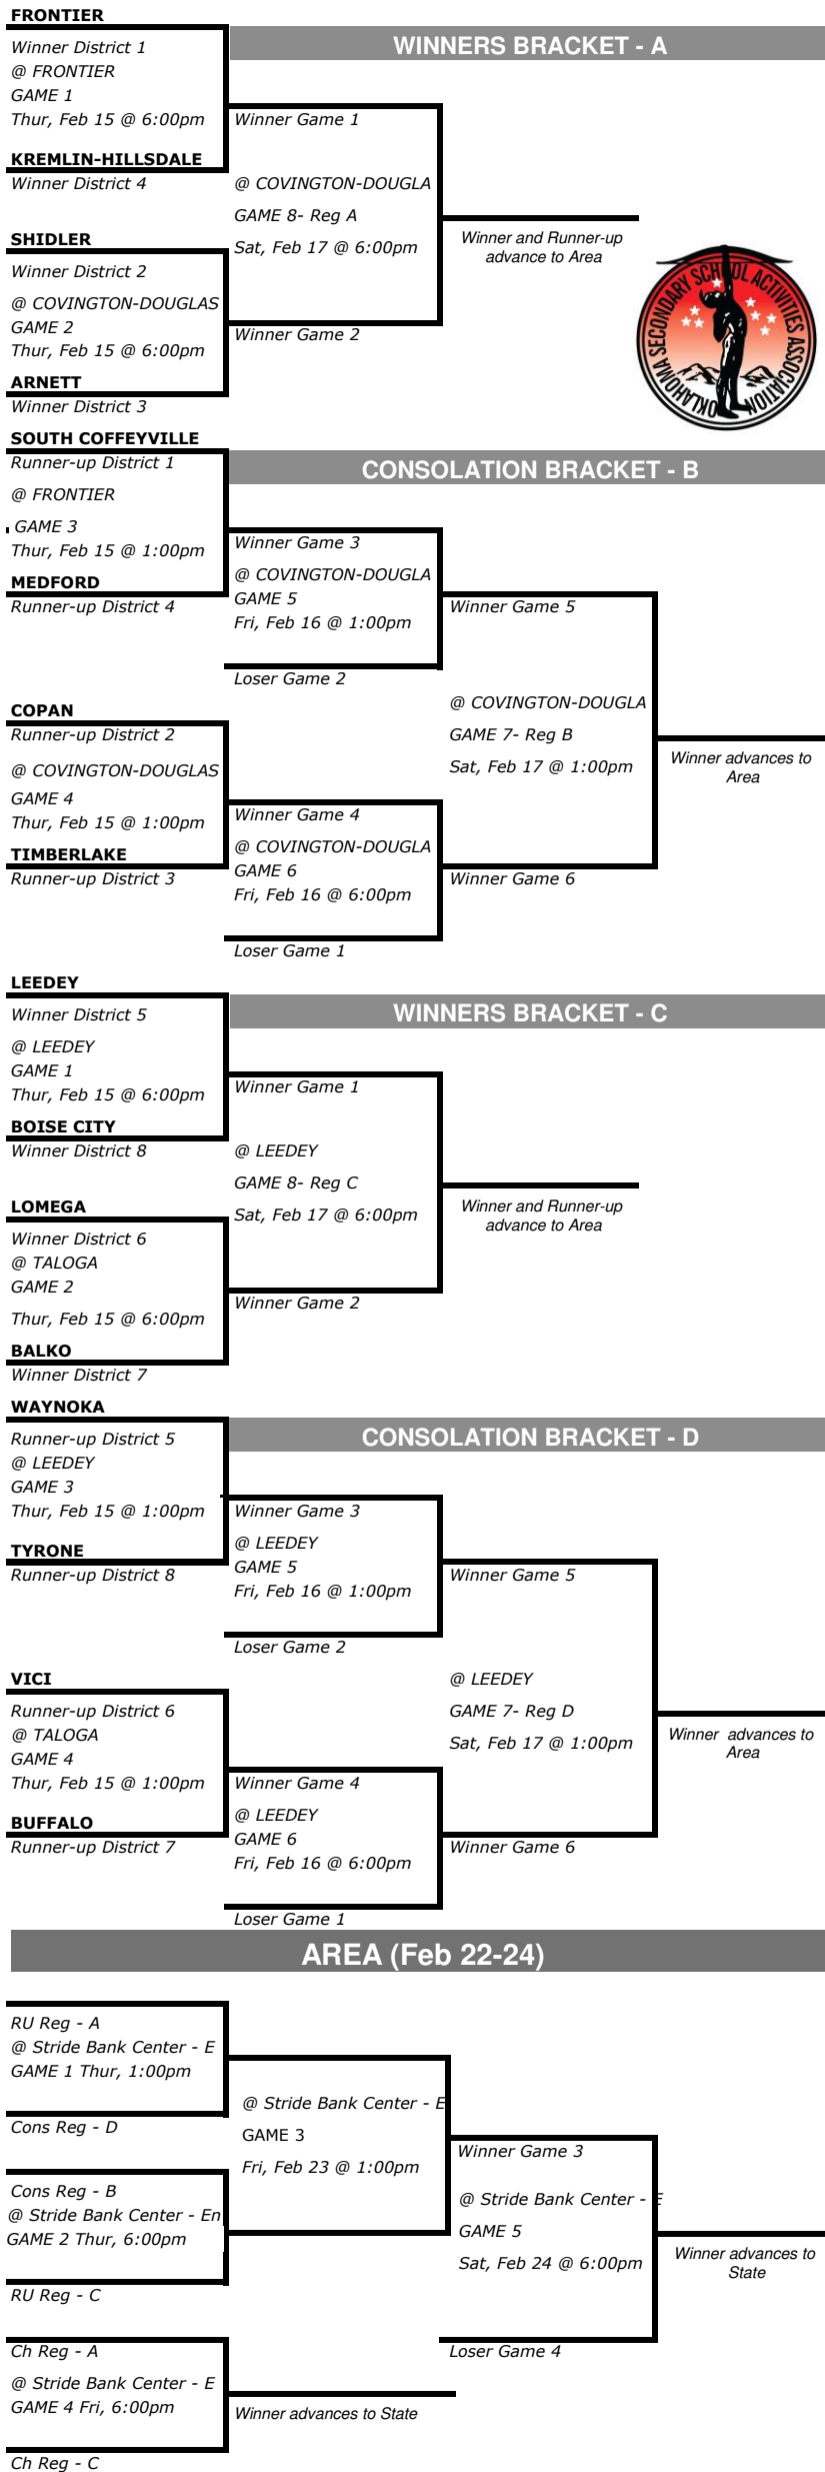 FRONTIER
WINNERS BRACKET - A
Winner District 1
@ FRONTIER
GAME 1
Thur, Feb 15 @ 6:00pm
Winner Game 1
KREMLIN-HILLSDALE
Winner District 4
@ COVINGTON-DOUGLA
GAME 8- Reg A
Sat, Feb 17 @ 6:00pm
Winner and Runner-up
advance to Area
SHIDLER
Winner District 2
@ COVINGTON-DOUGLAS
GAME 2
Thur, Feb 15 @ 6:00pm
Winner Game 2
ARNETT
Winner District 3
OKLAHOMA SECONDARY SCHOOL ACTIVITIES ASSOCIATION
SOUTH COFFEYVILLE
CONSOLATION BRACKET - B
Runner-up District 1
@ FRONTIER
GAME 3
Thur, Feb 15 @ 1:00pm
Winner Game 3
MEDFORD
Runner-up District 4
@ COVINGTON-DOUGLA
GAME 5
Fri, Feb 16 @ 1:00pm
Winner Game 5
Loser Game 2
COPAN
Runner-up District 2
@ COVINGTON-DOUGLAS
GAME 4
Thur, Feb 15 @ 1:00pm
@ COVINGTON-DOUGLA
GAME 7- Reg B
Sat, Feb 17 @ 1:00pm
Winner advances to
Area
Winner Game 4
TIMBERLAKE
Runner-up District 3
@ COVINGTON-DOUGLA
GAME 6
Fri, Feb 16 @ 6:00pm
Winner Game 6
Loser Game 1
LEEDEY
WINNERS BRACKET - C
Winner District 5
@ LEEDEY
GAME 1
Thur, Feb 15 @ 6:00pm
Winner Game 1
BOISE CITY
Winner District 8
@ LEEDEY
GAME 8- Reg C
Sat, Feb 17 @ 6:00pm
Winner and Runner-up
advance to Area
LOMEGA
Winner District 6
@ TALOGA
GAME 2
Thur, Feb 15 @ 6:00pm
Winner Game 2
BALKO
Winner District 7
WAYNOKA
CONSOLATION BRACKET - D
Runner-up District 5
@ LEEDEY
GAME 3
Thur, Feb 15 @ 1:00pm
Winner Game 3
TYRONE
Runner-up District 8
@ LEEDEY
GAME 5
Fri, Feb 16 @ 1:00pm
Winner Game 5
Loser Game 2
VICI
Runner-up District 6
@ TALOGA
GAME 4
Thur, Feb 15 @ 1:00pm
@ LEEDEY
GAME 7- Reg D
Sat, Feb 17 @ 1:00pm
Winner advances to
Area
Winner Game 4
BUFFALO
Runner-up District 7
@ LEEDEY
GAME 6
Fri, Feb 16 @ 6:00pm
Winner Game 6
Loser Game 1
AREA (Feb 22-24)
RU Reg - A
@ Stride Bank Center - E
GAME 1 Thur, 1:00pm
Cons Reg - D
@ Stride Bank Center - E
GAME 3
Fri, Feb 23 @ 1:00pm
Winner Game 3
Cons Reg - B
@ Stride Bank Center - En
GAME 2 Thur, 6:00pm
RU Reg - C
@ Stride Bank Center - E
GAME 5
Sat, Feb 24 @ 6:00pm
Winner advances to
State
Loser Game 4
Ch Reg - A
@ Stride Bank Center - E
GAME 4 Fri, 6:00pm
Winner advances to State
Ch Reg - C